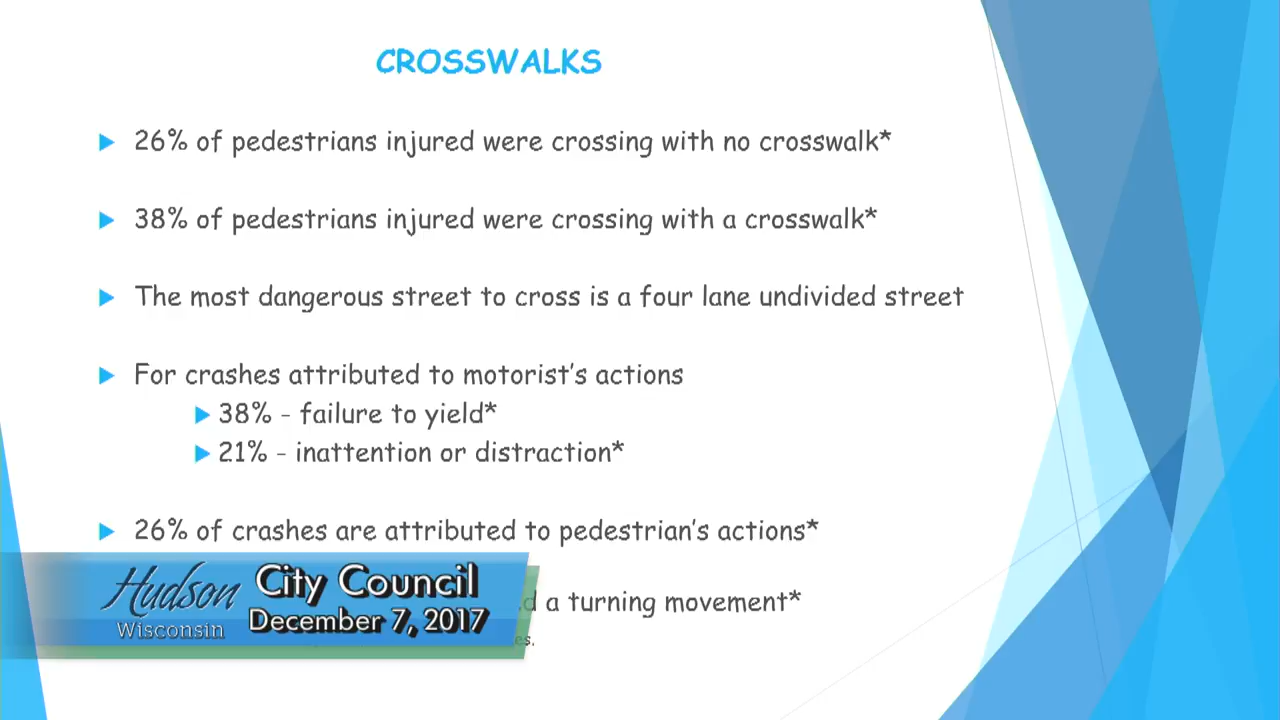 CROSSWALKS
26% of pedestrians injured were crossing with no crosswalk*
38% of pedestrians injured were crossing with a crosswalk*
The most dangerous street to cross is a four lane undivided street
For crashes attributed to motorist's actions
38% - failure to yield*
21% - inattention or distraction*
26% of crashes are attributed to pedestrian's actions*
a turning movement*
Hudson City Council
Wisconsin December 7, 2017